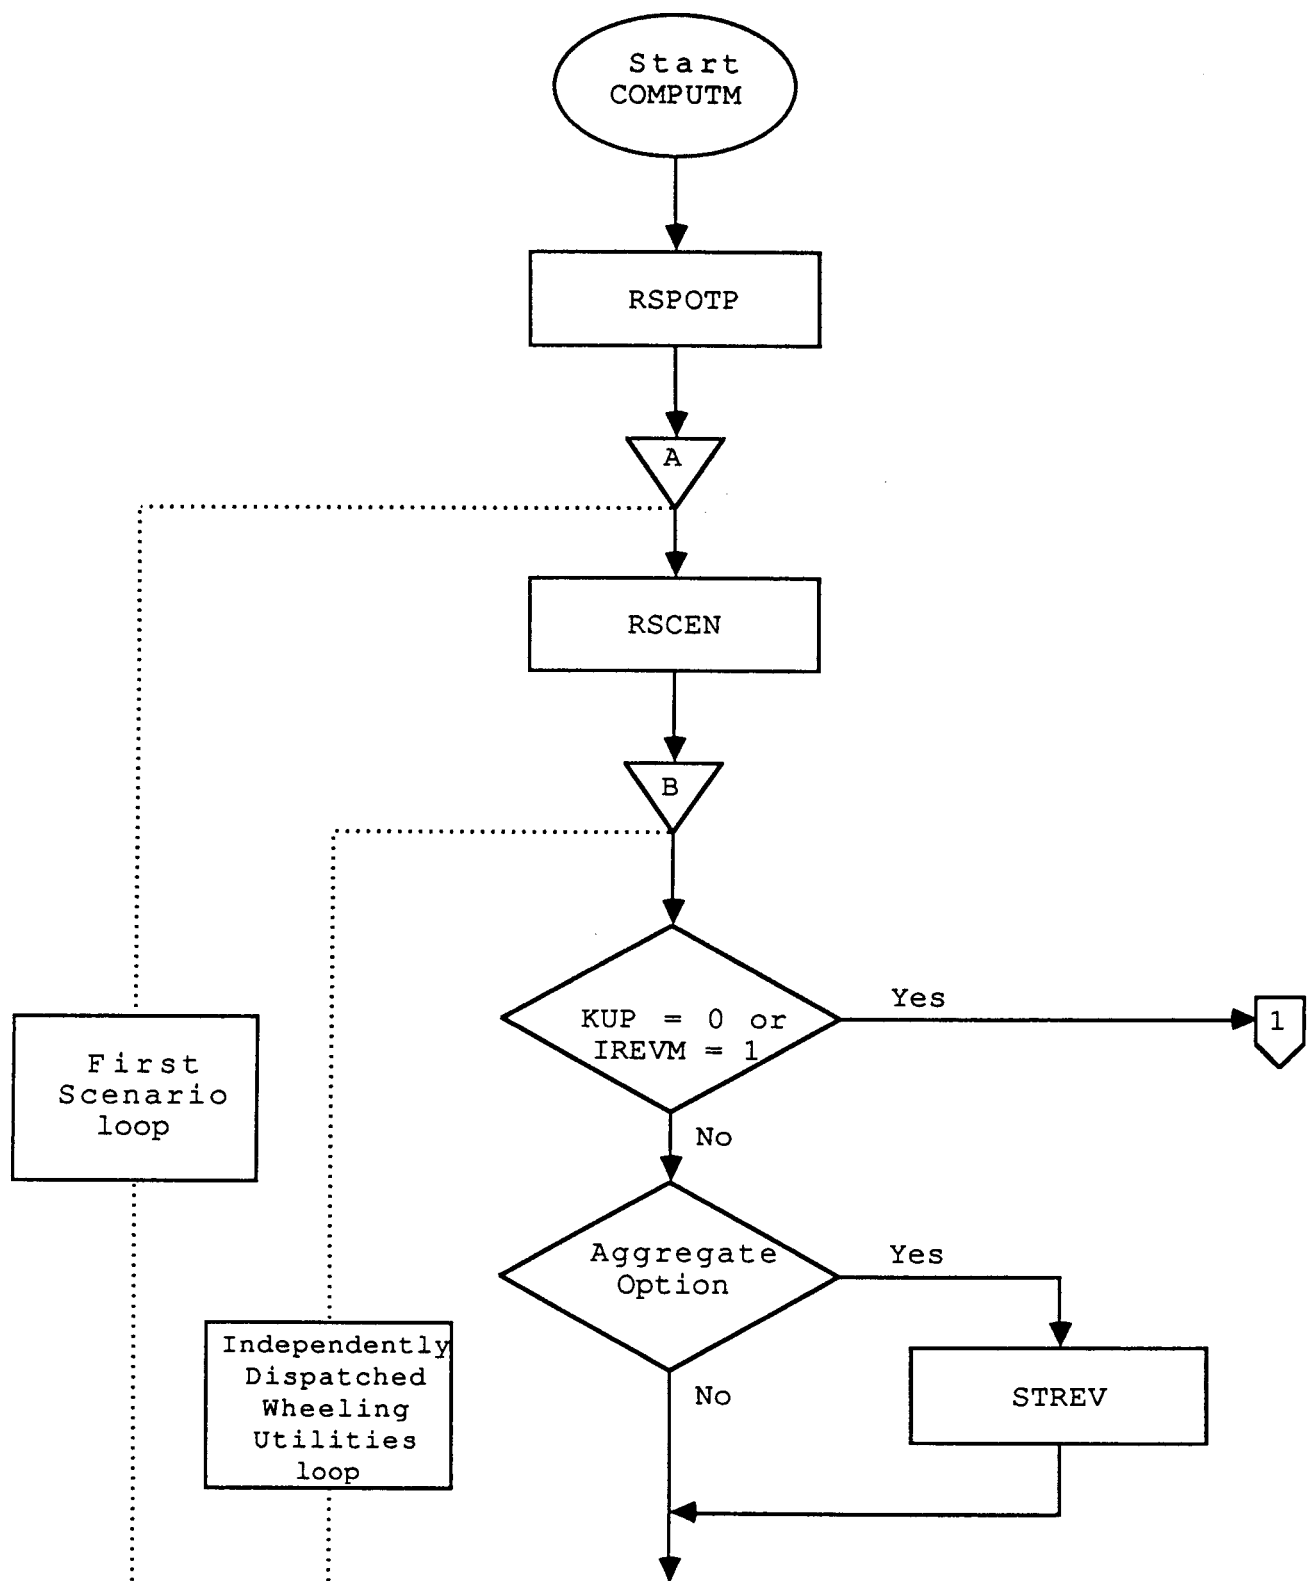 Start
COMPUTM
RSPOTP
A
RSCEN
B
KUP = 0 or
IREVM = 1
Yes
1
No
First
Scenario
loop
Aggregate
Option
Yes
Independently
Dispatched
Wheeling
Utilities
loop
No
STREV